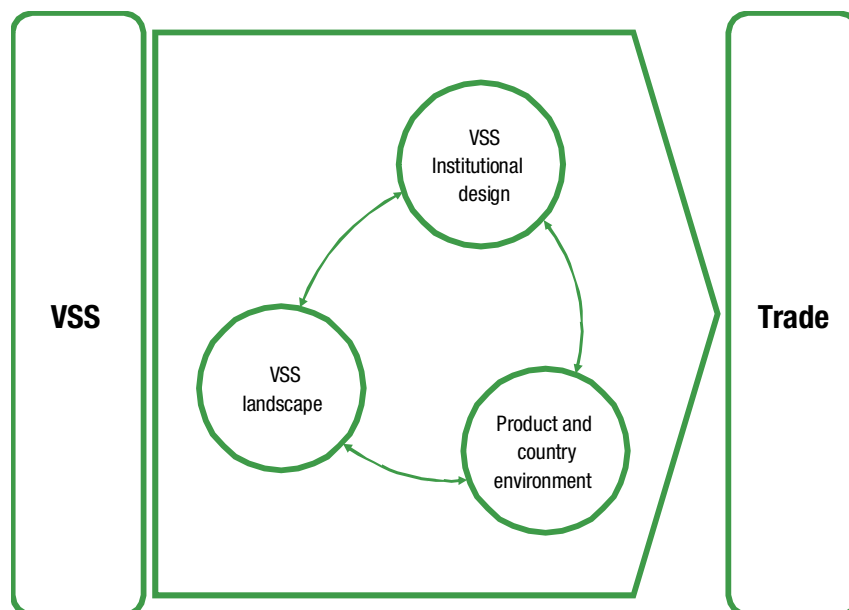 VSS
VSS
Institutional
design
VSS
landscape
Product and
country
environment
Trade